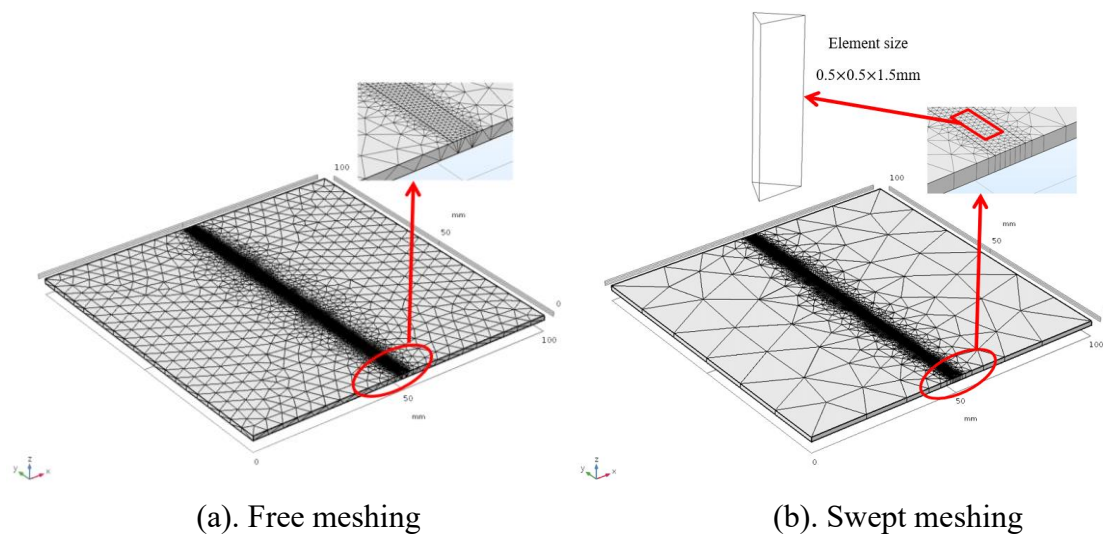 Element size
0.5×0.5×1.5mm
100
mm
50
0
100
50
mm
0
z
y
x
100
mm
50
100
50
mm
0
z
y
x
(a). Free meshing
(b). Swept meshing